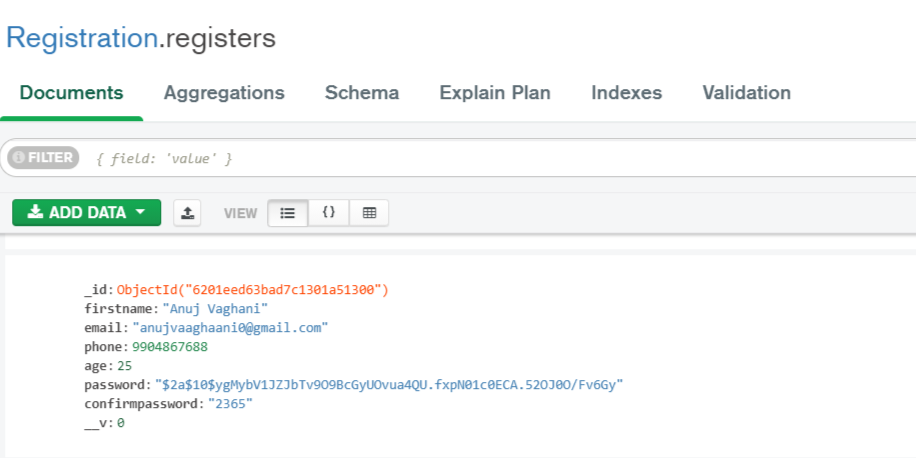 Registration.registers
Documents Aggregations Schema Explain Plan Indexes Validation
FILTER { field: 'value' }
ADD DATA VIEW {}
_id: ObjectId("6201eed63bad7c1301a51300")
firstname: "Anuj Vaghani"
email: "anujvaaghaani0@gmail.com"
phone: 9904867688
age: 25
password: "$2a$10$ygMybV1JZJbTv9O9BcGyUOvua4QU.fxpN01c0ECA.52OJ0O/Fv6Gy"
confirmpassword: "2365"
__v: 0